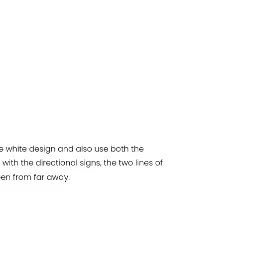 e white design and also use both the
with the directional signs, the two lines of
en from far away.